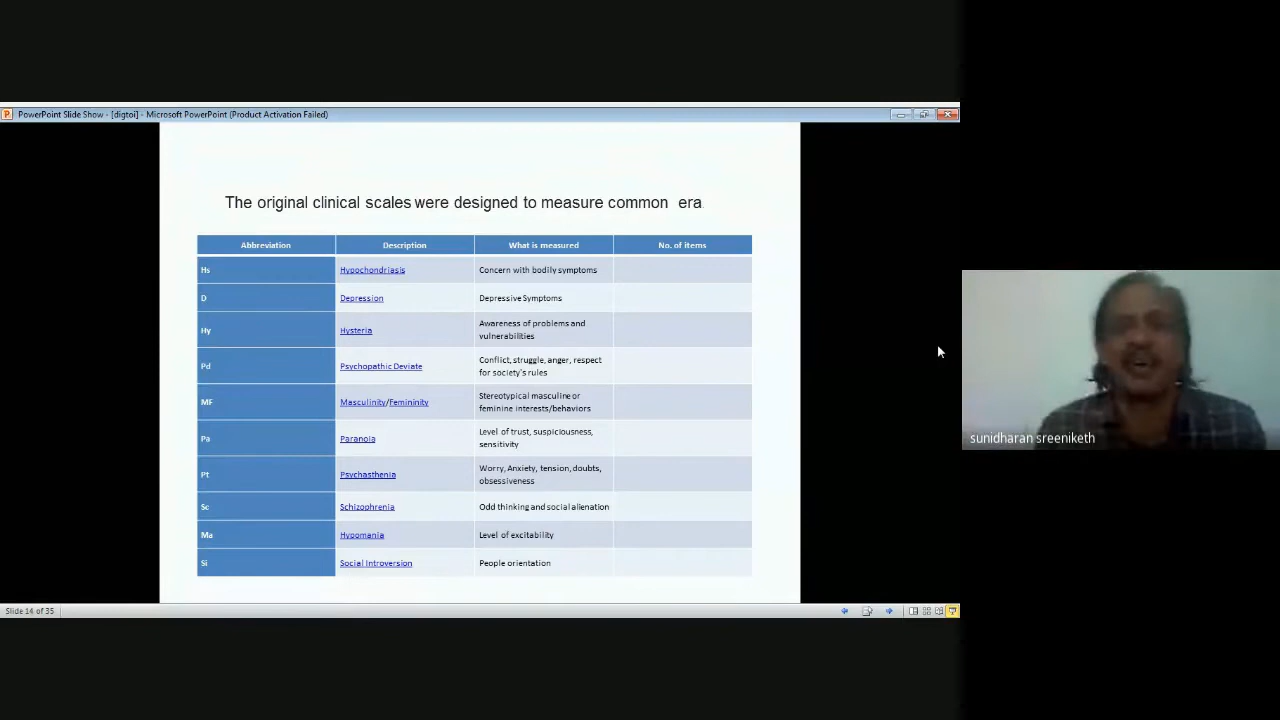 PowerPoint Slide Show - [digtoi] - Microsoft PowerPoint (Product Activation Failed)
The original clinical scales were designed to measure common era
Abbreviation Description What is measured No. of items
Hs Hypochondriasis Concern with bodily symptoms
D Depression Depressive Symptoms
Hy Hysteria Awareness of problems and
vulnerabilities
Pd Psychopathic Deviate Conflict, struggle, anger, respect
for society's rules
MF Masculinity/Femininity Stereotypical masculine or
feminine interests/behaviors
Pa Paranoia Level of trust, suspiciousness,
sensitivity
Pt Psychasthenia Worry, Anxiety, tension, doubts,
obsessiveness
Sc Schizophrenia Odd thinking and social alienation
Ma Hypomania Level of excitability
Si Social Introversion People orientation
Slide 14 of 35
sunidharan sreeniketh